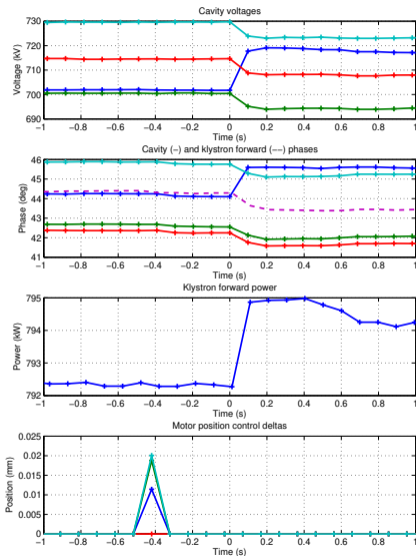 Cavity voltages
730
720
710
700
690
Voltage (kV)
−1 −0.8 −0.6 −0.4 −0.2 0 0.2 0.4 0.6 0.8 1
Time (s)
Cavity (−) and klystron forward (−−) phases
46
45
44
43
42
41
Phase (deg)
−1 −0.8 −0.6 −0.4 −0.2 0 0.2 0.4 0.6 0.8 1
Time (s)
Klystron forward power
795
794
793
792
Power (kW)
−1 −0.8 −0.6 −0.4 −0.2 0 0.2 0.4 0.6 0.8 1
Time (s)
Motor position control deltas
0.025
0.02
0.015
0.01
0.005
0
Position (mm)
−1 −0.8 −0.6 −0.4 −0.2 0 0.2 0.4 0.6 0.8 1
Time (s)